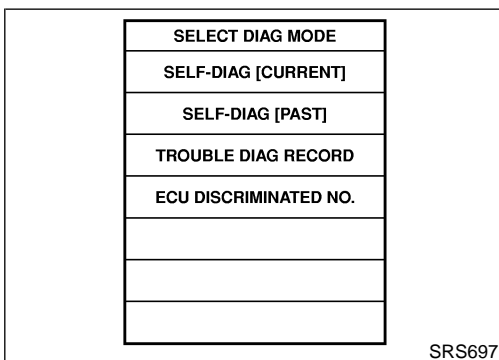 SELECT DIAG MODE
SELF-DIAG [CURRENT]
SELF-DIAG [PAST]
TROUBLE DIAG RECORD
ECU DISCRIMINATED NO.
SRS697